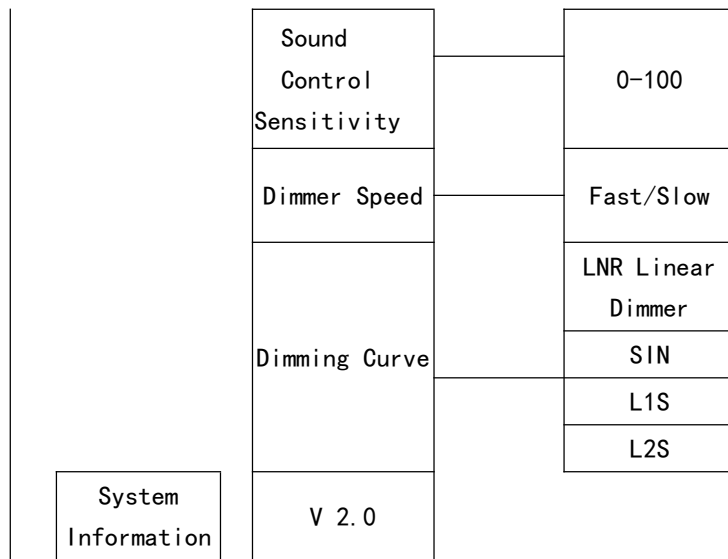 Sound
Control
Sensitivity
0-100
Dimmer Speed
Fast/Slow
Dimming Curve
LNR Linear
Dimmer
SIN
L1S
L2S
System
Information
V 2.0